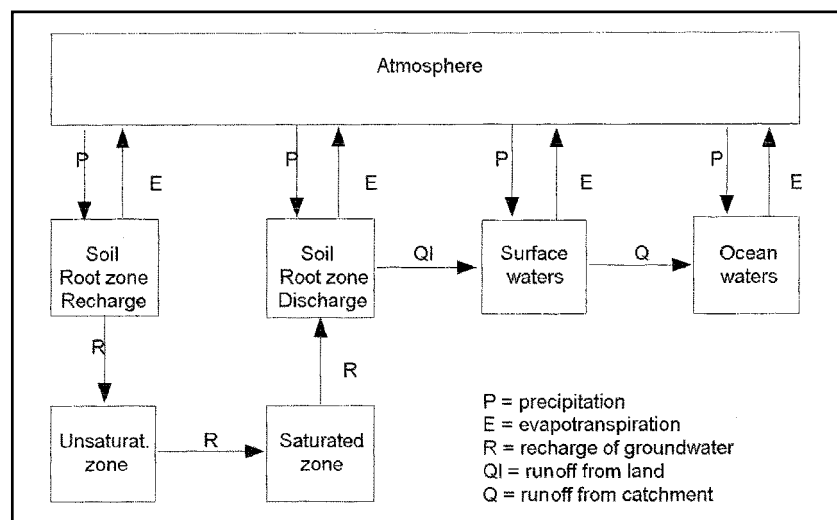 Atmosphere
P
E
P
E
P
E
P
E
Soil
Root zone
Recharge
Soil
Root zone
Discharge
Ql
Surface
waters
Q
Ocean
waters
R
R
Unsaturat.
zone
R
Saturated
zone
P = precipitation
E = evapotranspiration
R = recharge of groundwater
Ql = runoff from land
Q = runoff from catchment